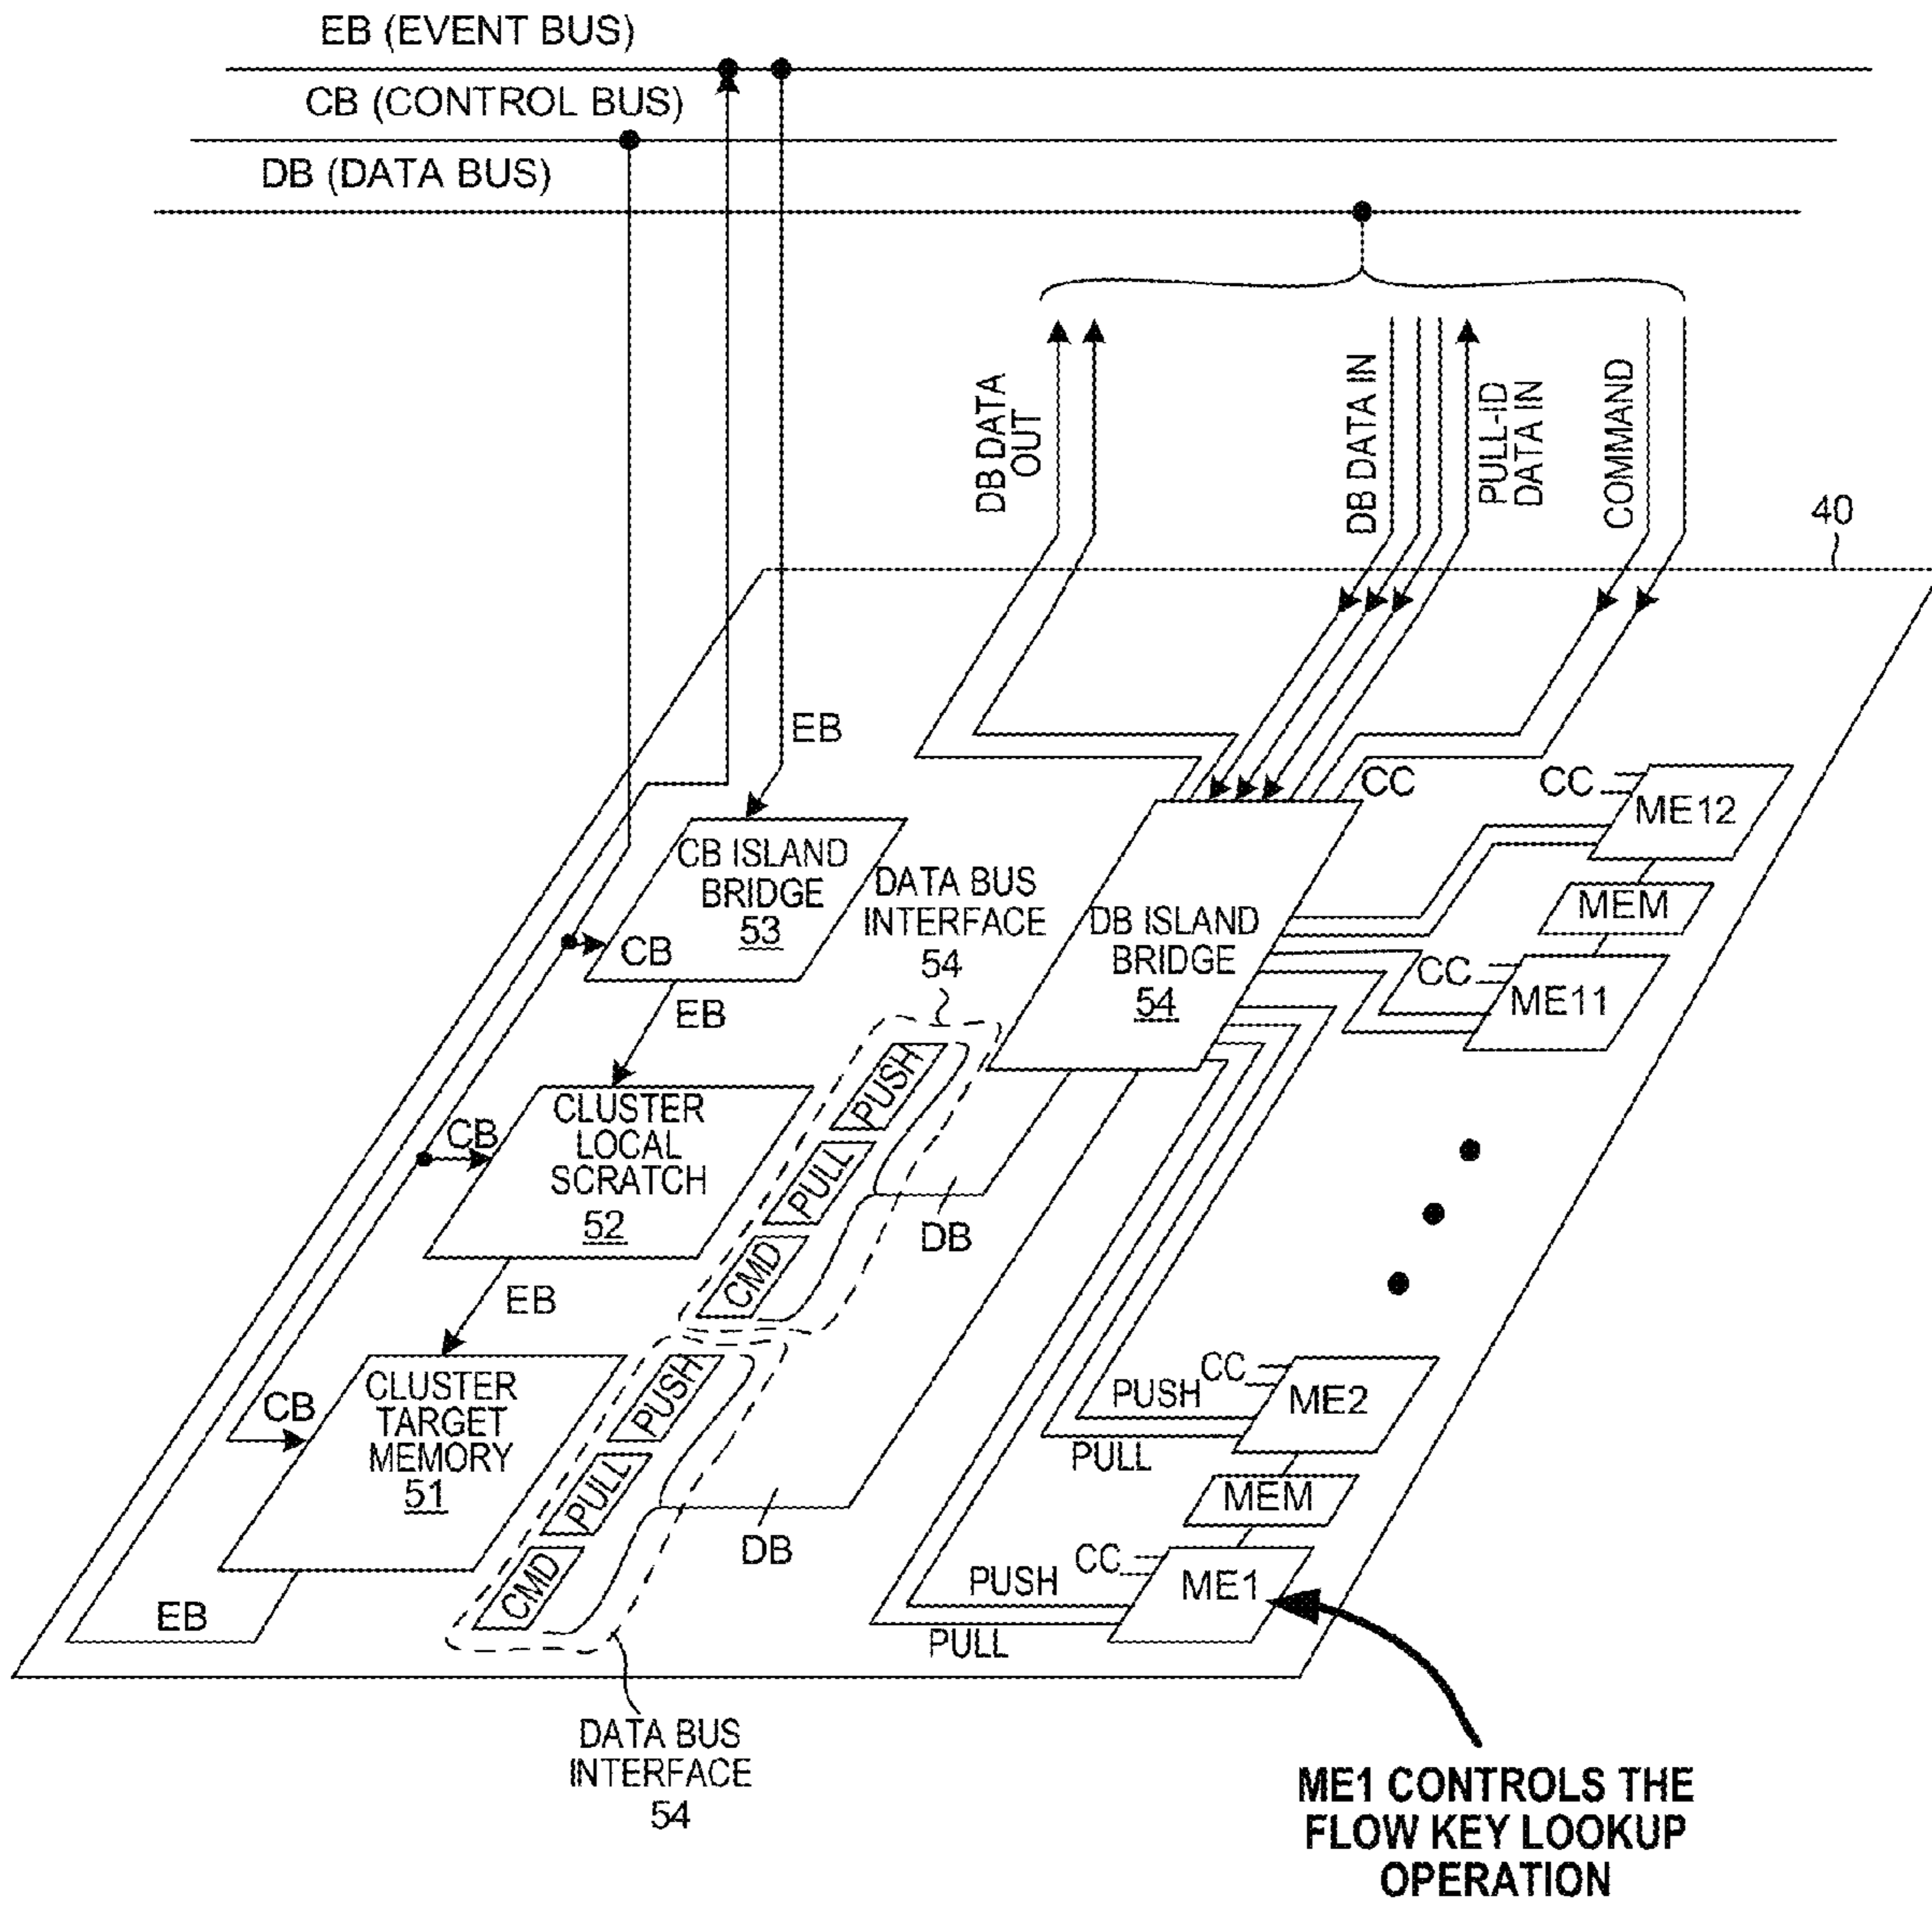 EB (EVENT BUS)
CB (CONTROL BUS)
DB (DATA BUS)
DB DATA
OUT
DB DATA IN
PULL-ID
DATA IN
COMMAND
40
EB
CC
CC
ME12
CB ISLAND
BRIDGE
53
DATA BUS
INTERFACE
54
DB ISLAND
BRIDGE
54
MEM
CB
CC
ME11
EB
PUSH
PULL
CMD
DB
CB
CLUSTER
LOCAL
SCRATCH
52
EB
CC
ME2
PUSH
PULL
MEM
CB
CLUSTER
TARGET
MEMORY
51
PUSH
PULL
CMD
DB
CC
ME1
PUSH
PULL
EB
DATA BUS
INTERFACE
54
ME1 CONTROLS THE
FLOW KEY LOOKUP
OPERATION